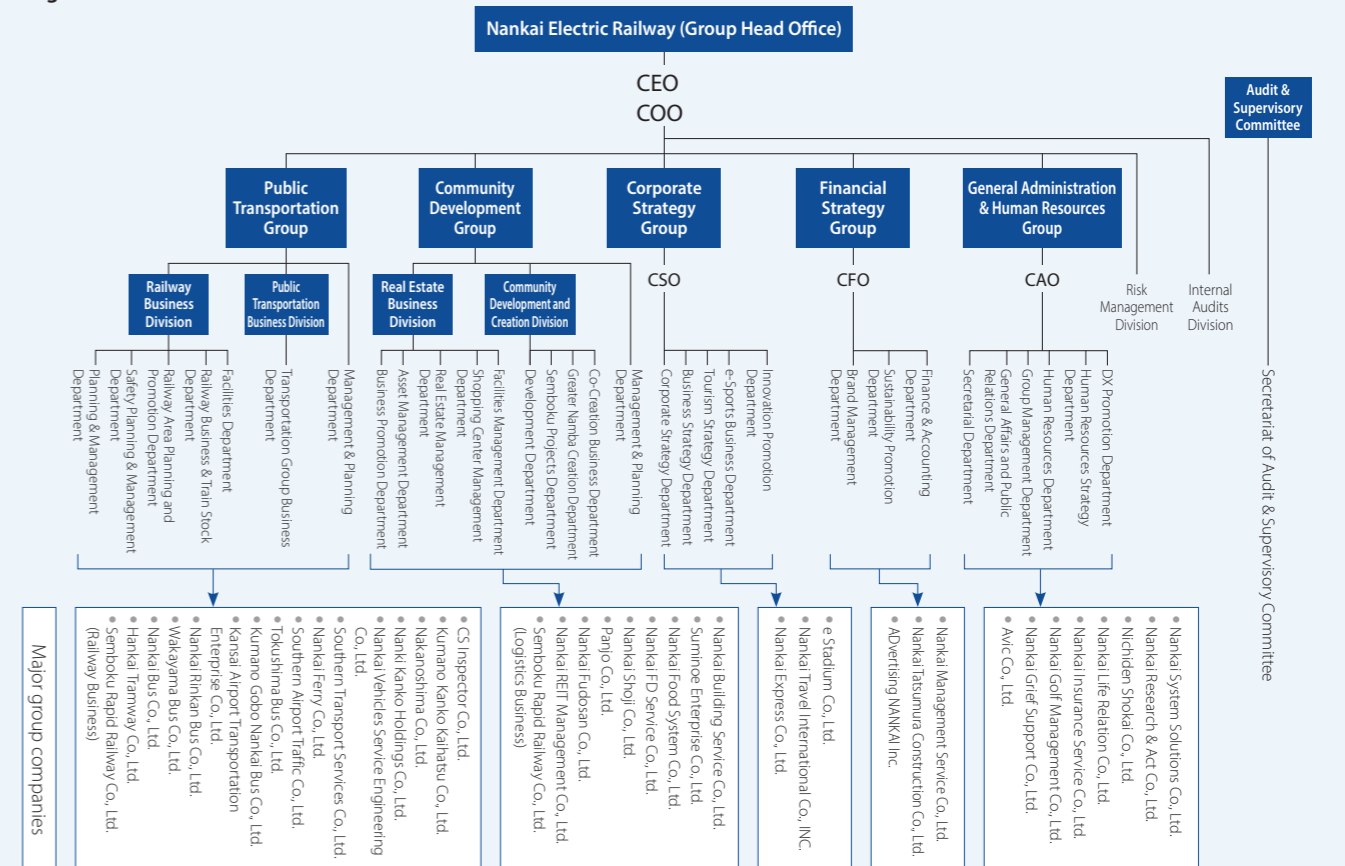 Nankai Electric Railway (Group Head Office)
CEO
COO
Audit &
Supervisory
Committee
Public
Transportation
Group
Community
Development
Group
Corporate
Strategy
Group
Financial
Strategy
Group
General Administration
& Human Resources
Group
Railway
Business
Division
Public
Transportation
Business Division
Real Estate
Business
Division
Community
Development and
Creation Division
CSO
CFO
CAO
Risk
Management
Division
Internal
Audits
Division
Planning & Management
Department
Safety Planning & Management
Department
Railway Area Planning and
Promotion Department
Railway Business & Train Stock
Department
Facilities Department
Transportation Group Business
Department
Management & Planning
Department
Business Promotion Department
Asset Management Department
Real Estate Management
Department
Shopping Center Management
Department
Facilities Management Department
Development Department
Semboku Projects Department
Greater Namba Creation Department
Co-Creation Business Department
Management & Planning
Department
Corporate Strategy Department
Business Strategy Department
Tourism Strategy Department
e-Sports Business Department
Innovation Promotion
Department
Brand Management
Department
Sustainability Promotion
Department
Finance & Accounting
Department
Secretarial Department
General Affairs and Public
Relations Department
Group Management Department
Human Resources Department
Human Resources Strategy
Department
DX Promotion Department
Secretariat of Audit & Supervisory Committee
Major group companies
• CS Inspector Co., Ltd.
• Kumano Kanko Kaihatsu Co., Ltd.
• Nakanoshima Co., Ltd.
• Nanki Kanko Holdings Co., Ltd.
• Nankai Vehicles Service Engineering
Co., Ltd.
• Southern Transport Services Co., Ltd.
• Nankai Ferry Co., Ltd.
• Southern Airport Traffic Co., Ltd.
• Tokushima Bus Co., Ltd.
• Kumano Gobo Nankai Bus Co., Ltd.
• Kansai Airport Transportation
Enterprise Co., Ltd.
• Nankai Rinkan Bus Co., Ltd.
• Wakayama Bus Co., Ltd.
• Nankai Bus Co., Ltd.
• Hankai Tramway Co., Ltd.
• Semboku Rapid Railway Co., Ltd.
(Railway Business)
• Nankai Building Service Co., Ltd.
• Suminoe Enterprise Co., Ltd.
• Nankai Food System Co., Ltd.
• Nankai FD Service Co., Ltd.
• Nankai Shoji Co., Ltd.
• Panjo Co., Ltd.
• Nankai Fudosan Co., Ltd.
• Nankai REIT Management Co., Ltd.
• Semboku Rapid Railway Co., Ltd.
(Logistics Business)
• e Stadium Co., Ltd.
• Nankai Travel International Co., INC.
• Nankai Express Co., Ltd.
• Nankai Management Service Co., Ltd.
• Nankai Tatsumura Construction Co., Ltd.
• ADvertising NANKAI Inc.
• Nankai System Solutions Co., Ltd.
• Nankai Research & Act Co., Ltd.
• Nichiden Shokai Co., Ltd.
• Nankai Life Relation Co., Ltd.
• Nankai Insurance Service Co., Ltd.
• Nankai Golf Management Co., Ltd.
• Nankai Grief Support Co., Ltd.
• Avic Co., Ltd.